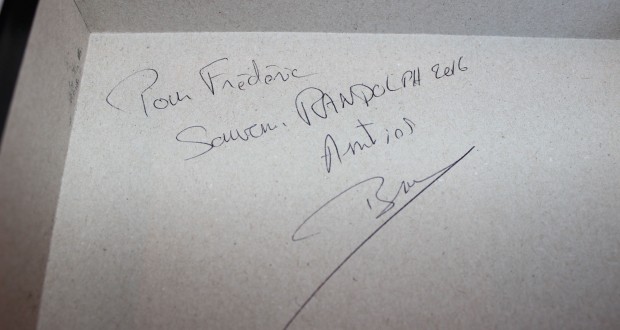 Pour Frédéric
Souvenir RANDOLPH 2016
Amitiés